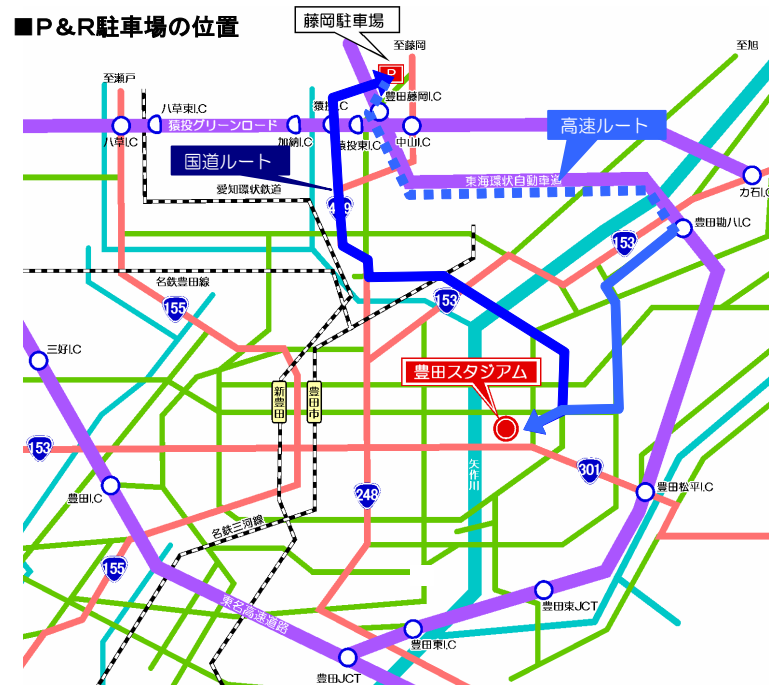 ■P&R駐車場の位置
藤岡駐車場
至藤岡
至旭
至瀬戸
P
八草東I.C
猿投I.C
豊田藤岡I.C
猿投グリーンロード
高速ルート
八草I.C
加納I.C
猿投東I.C
中山I.C
国道ルート
東海環状自動車道
愛知環状鉄道
力石I.C
419
豊田勘八I.C
153
名鉄豊田線
155
153
三好I.C
豊田スタジアム
新豊田
豊田市
153
矢作川
301
豊田I.C
248
豊田松平I.C
名鉄三河線
155
東名高速道路
豊田東JCT
豊田東I.C
豊田JCT